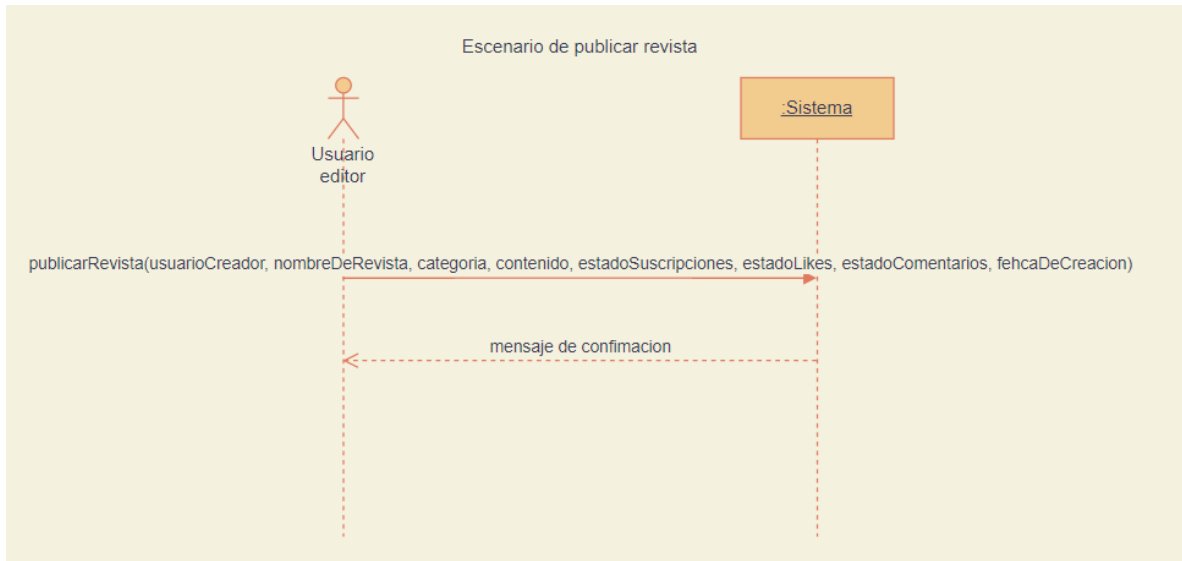 Escenario de publicar revista
:Sistema
Usuario
editor
publicarRevista(usuarioCreador, nombreDeRevista, categoria, contenido, estadoSuscripciones, estadoLikes, estadoComentarios, fehcaDeCreacion)
mensaje de confimacion